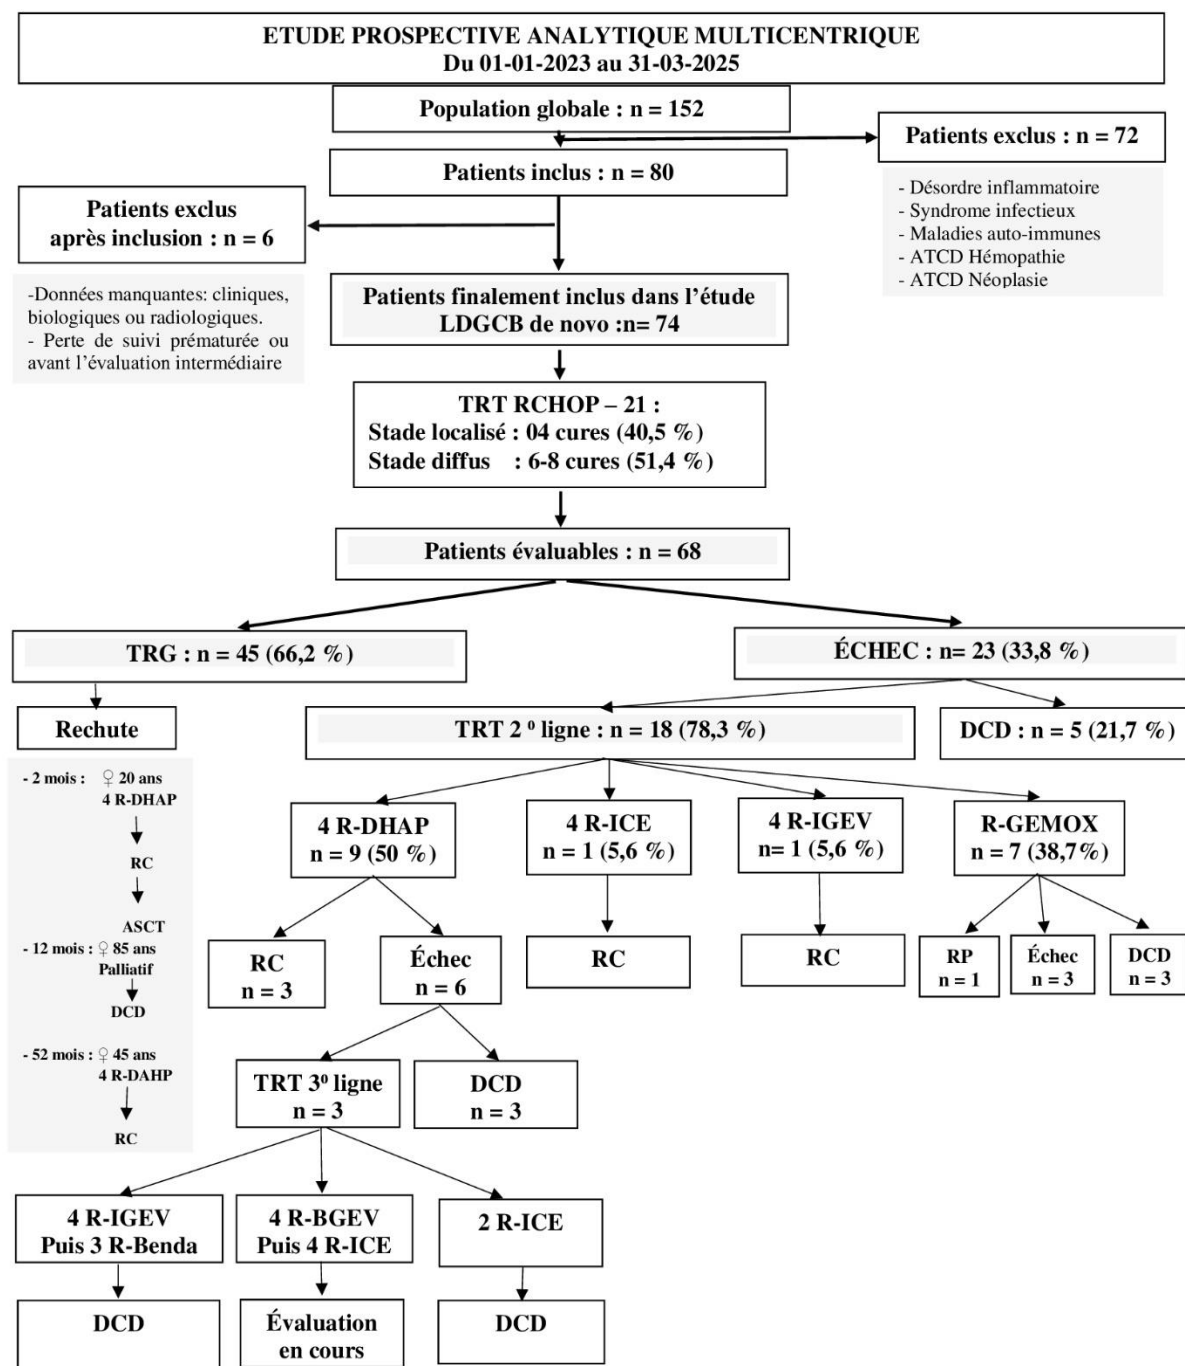 ETUDE PROSPECTIVE ANALYTIQUE MULTICENTRIQUE
Du 01-01-2023 au 31-03-2025
Population globale : n = 152
Patients exclus : n = 72
- Désordre inflammatoire
- Syndrome infectieux
- Maladies auto-immunes
- ATCD Hémopathie
- ATCD Néoplasie
Patients inclus : n = 80
Patients exclus
après inclusion : n = 6
-Données manquantes: cliniques,
biologiques ou radiologiques.
- Perte de suivi prématurée ou
avant l'évaluation intermédiaire
Patients finalement inclus dans l'étude
LDGCB de novo :n= 74
TRT RCHOP – 21 :
Stade localisé : 04 cures (40,5 %)
Stade diffus : 6-8 cures (51,4 %)
Patients évaluables : n = 68
TRG : n = 45 (66,2 %)
ÉCHEC : n= 23 (33,8 %)
Rechute
- 2 mois : ♀ 20 ans
4 R-DHAP
RC
ASCT
- 12 mois : ♀ 85 ans
Palliatif
DCD
- 52 mois : ♀ 45 ans
4 R-DAHP
RC
TRT 2 ⁰ ligne : n = 18 (78,3 %)
DCD : n = 5 (21,7 %)
4 R-DHAP
n = 9 (50 %)
4 R-ICE
n = 1 (5,6 %)
4 R-IGEV
n= 1 (5,6 %)
R-GEMOX
n = 7 (38,7%)
RC
n = 3
Échec
n = 6
RC
RC
RP
n = 1
Échec
n = 3
DCD
n = 3
TRT 3⁰ ligne
n = 3
DCD
n = 3
4 R-IGEV
Puis 3 R-Benda
4 R-BGEV
Puis 4 R-ICE
2 R-ICE
DCD
Évaluation
en cours
DCD